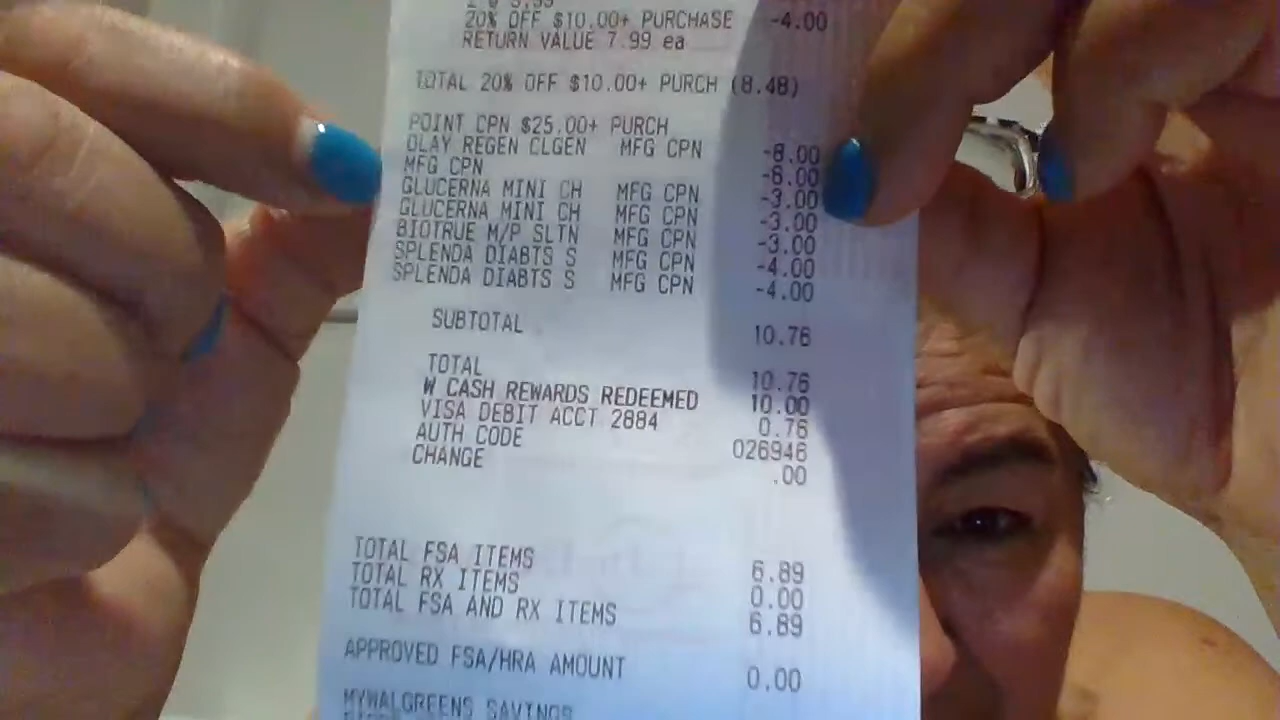 20% OFF $10.00+ PURCHASE -4.00
RETURN VALUE 7.99 ea
TOTAL 20% OFF $10.00+ PURCH (8.48)
POINT CPN $25.00+ PURCH
OLAY REGEN CLGEN MFG CPN -8.00
MFG CPN -6.00
GLUCERNA MINI CH MFG CPN -3.00
GLUCERNA MINI CH MFG CPN -3.00
BIOTRUE M/P SLTN MFG CPN -3.00
SPLENDA DIABTS S MFG CPN -4.00
SPLENDA DIABTS S MFG CPN -4.00
SUBTOTAL 10.76
TOTAL 10.76
W CASH REWARDS REDEEMED 10.00
VISA DEBIT ACCT 2884 0.76
AUTH CODE 026946
CHANGE .00
TOTAL FSA ITEMS 6.89
TOTAL RX ITEMS 0.00
TOTAL FSA AND RX ITEMS 6.89
APPROVED FSA/HRA AMOUNT 0.00
MYWALGREENS SAVINGS